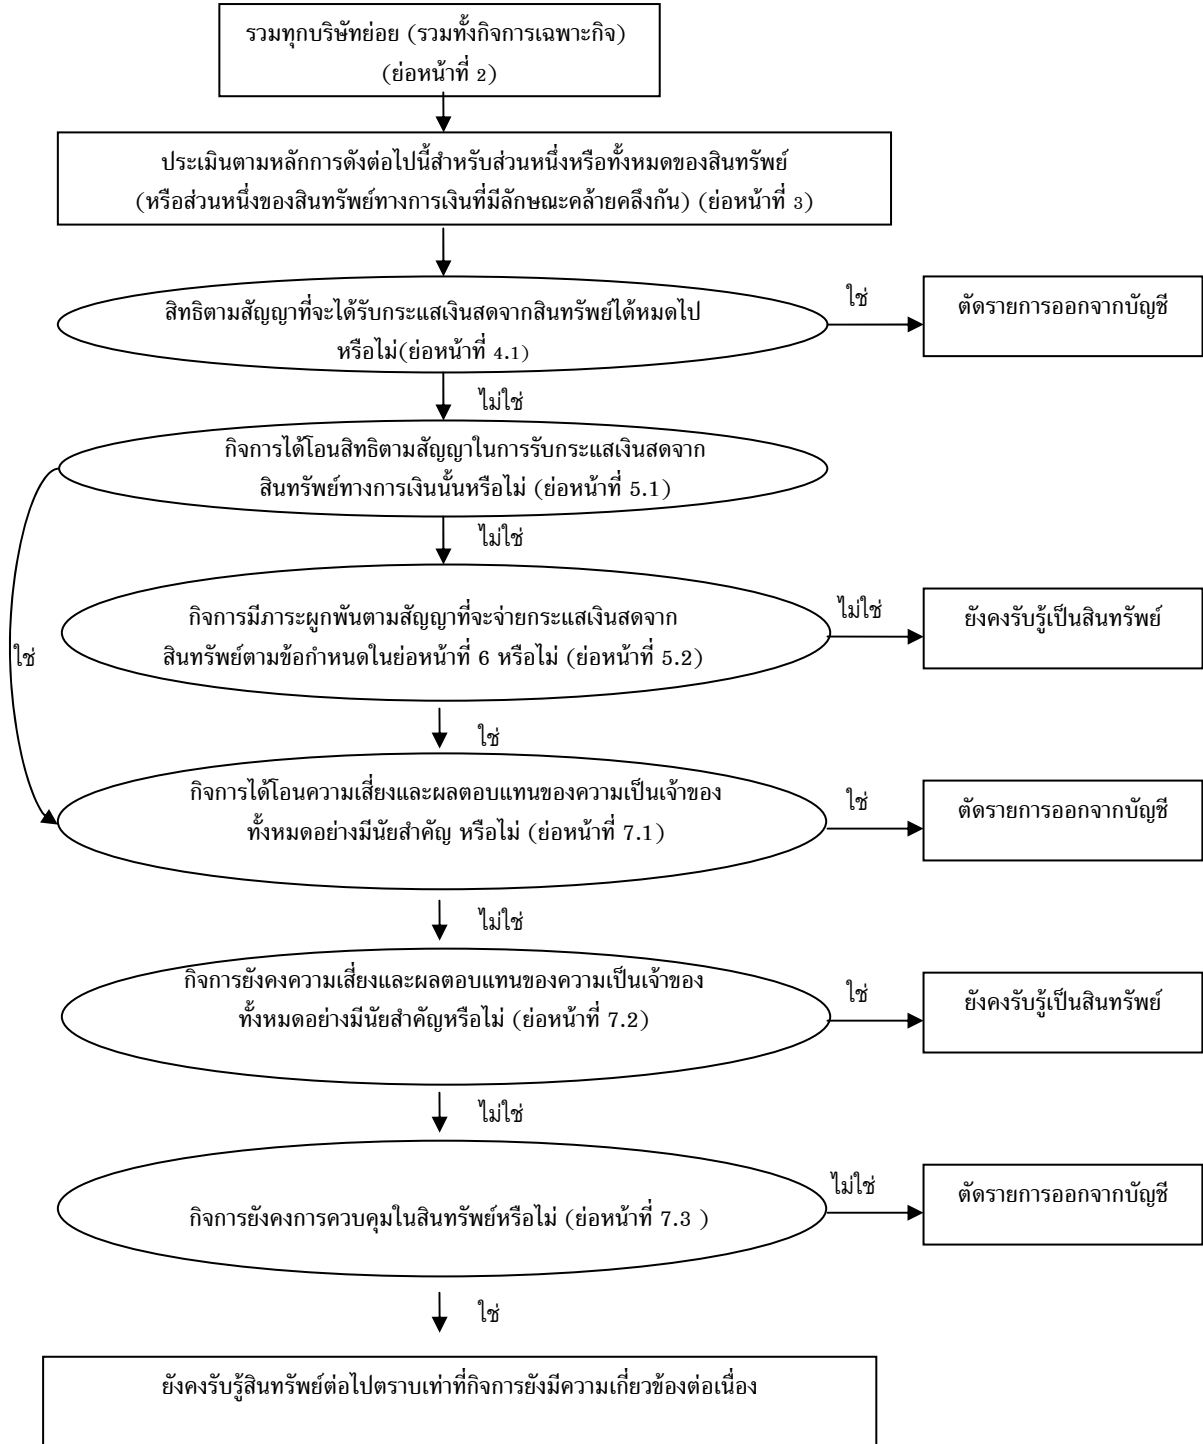 รวมทุกบริษัทย่อย (รวมทั้งกิจการเฉพาะกิจ)
(ย่อหน้าที่ 2)
ประเมินตามหลักการดังต่อไปนี้สำหรับส่วนหนึ่งหรือทั้งหมดของสินทรัพย์
(หรือส่วนหนึ่งของสินทรัพย์ทางการเงินที่มีลักษณะคล้ายคลึงกัน) (ย่อหน้าที่ 3)
สิทธิตามสัญญาที่จะได้รับกระแสเงินสดจากสินทรัพย์ได้หมดไป
หรือไม่(ย่อหน้าที่ 4.1)
ใช่
ตัดรายการออกจากบัญชี
ไม่ใช่
กิจการได้โอนสิทธิตามสัญญาในการรับกระแสเงินสดจาก
สินทรัพย์ทางการเงินนั้นหรือไม่ (ย่อหน้าที่ 5.1)
ไม่ใช่
ใช่
กิจการมีภาระผูกพันตามสัญญาที่จะจ่ายกระแสเงินสดจาก
สินทรัพย์ตามข้อกำหนดในย่อหน้าที่ 6 หรือไม่ (ย่อหน้าที่ 5.2)
ไม่ใช่
ยังคงรับรู้เป็นสินทรัพย์
ใช่
กิจการได้โอนความเสี่ยงและผลตอบแทนของความเป็นเจ้าของ
ทั้งหมดอย่างมีนัยสำคัญ หรือไม่ (ย่อหน้าที่ 7.1)
ใช่
ตัดรายการออกจากบัญชี
ไม่ใช่
กิจการยังคงความเสี่ยงและผลตอบแทนของความเป็นเจ้าของ
ทั้งหมดอย่างมีนัยสำคัญหรือไม่ (ย่อหน้าที่ 7.2)
ใช่
ยังคงรับรู้เป็นสินทรัพย์
ไม่ใช่
กิจการยังคงการควบคุมในสินทรัพย์หรือไม่ (ย่อหน้าที่ 7.3 )
ไม่ใช่
ตัดรายการออกจากบัญชี
ใช่
ยังคงรับรู้สินทรัพย์ต่อไปตราบเท่าที่กิจการยังมีความเกี่ยวข้องต่อเนื่อง